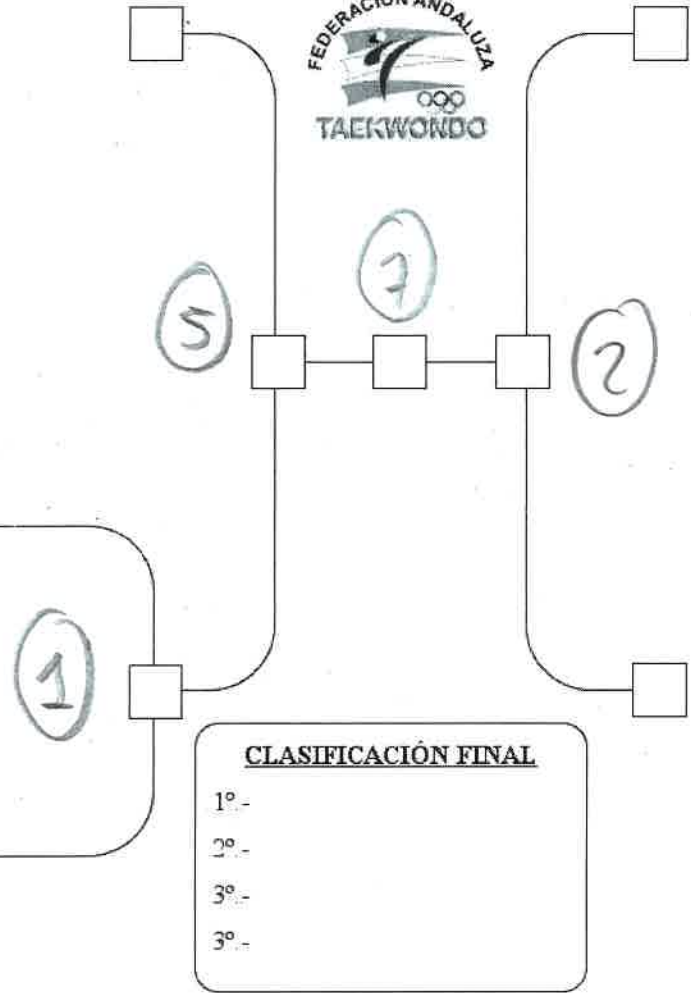 FEDERACIÓN ANDALUZA
TAEKWONDO
7
5
2
1
CLASIFICACIÓN FINAL
1º.-
2º.-
3º.-
3º.-